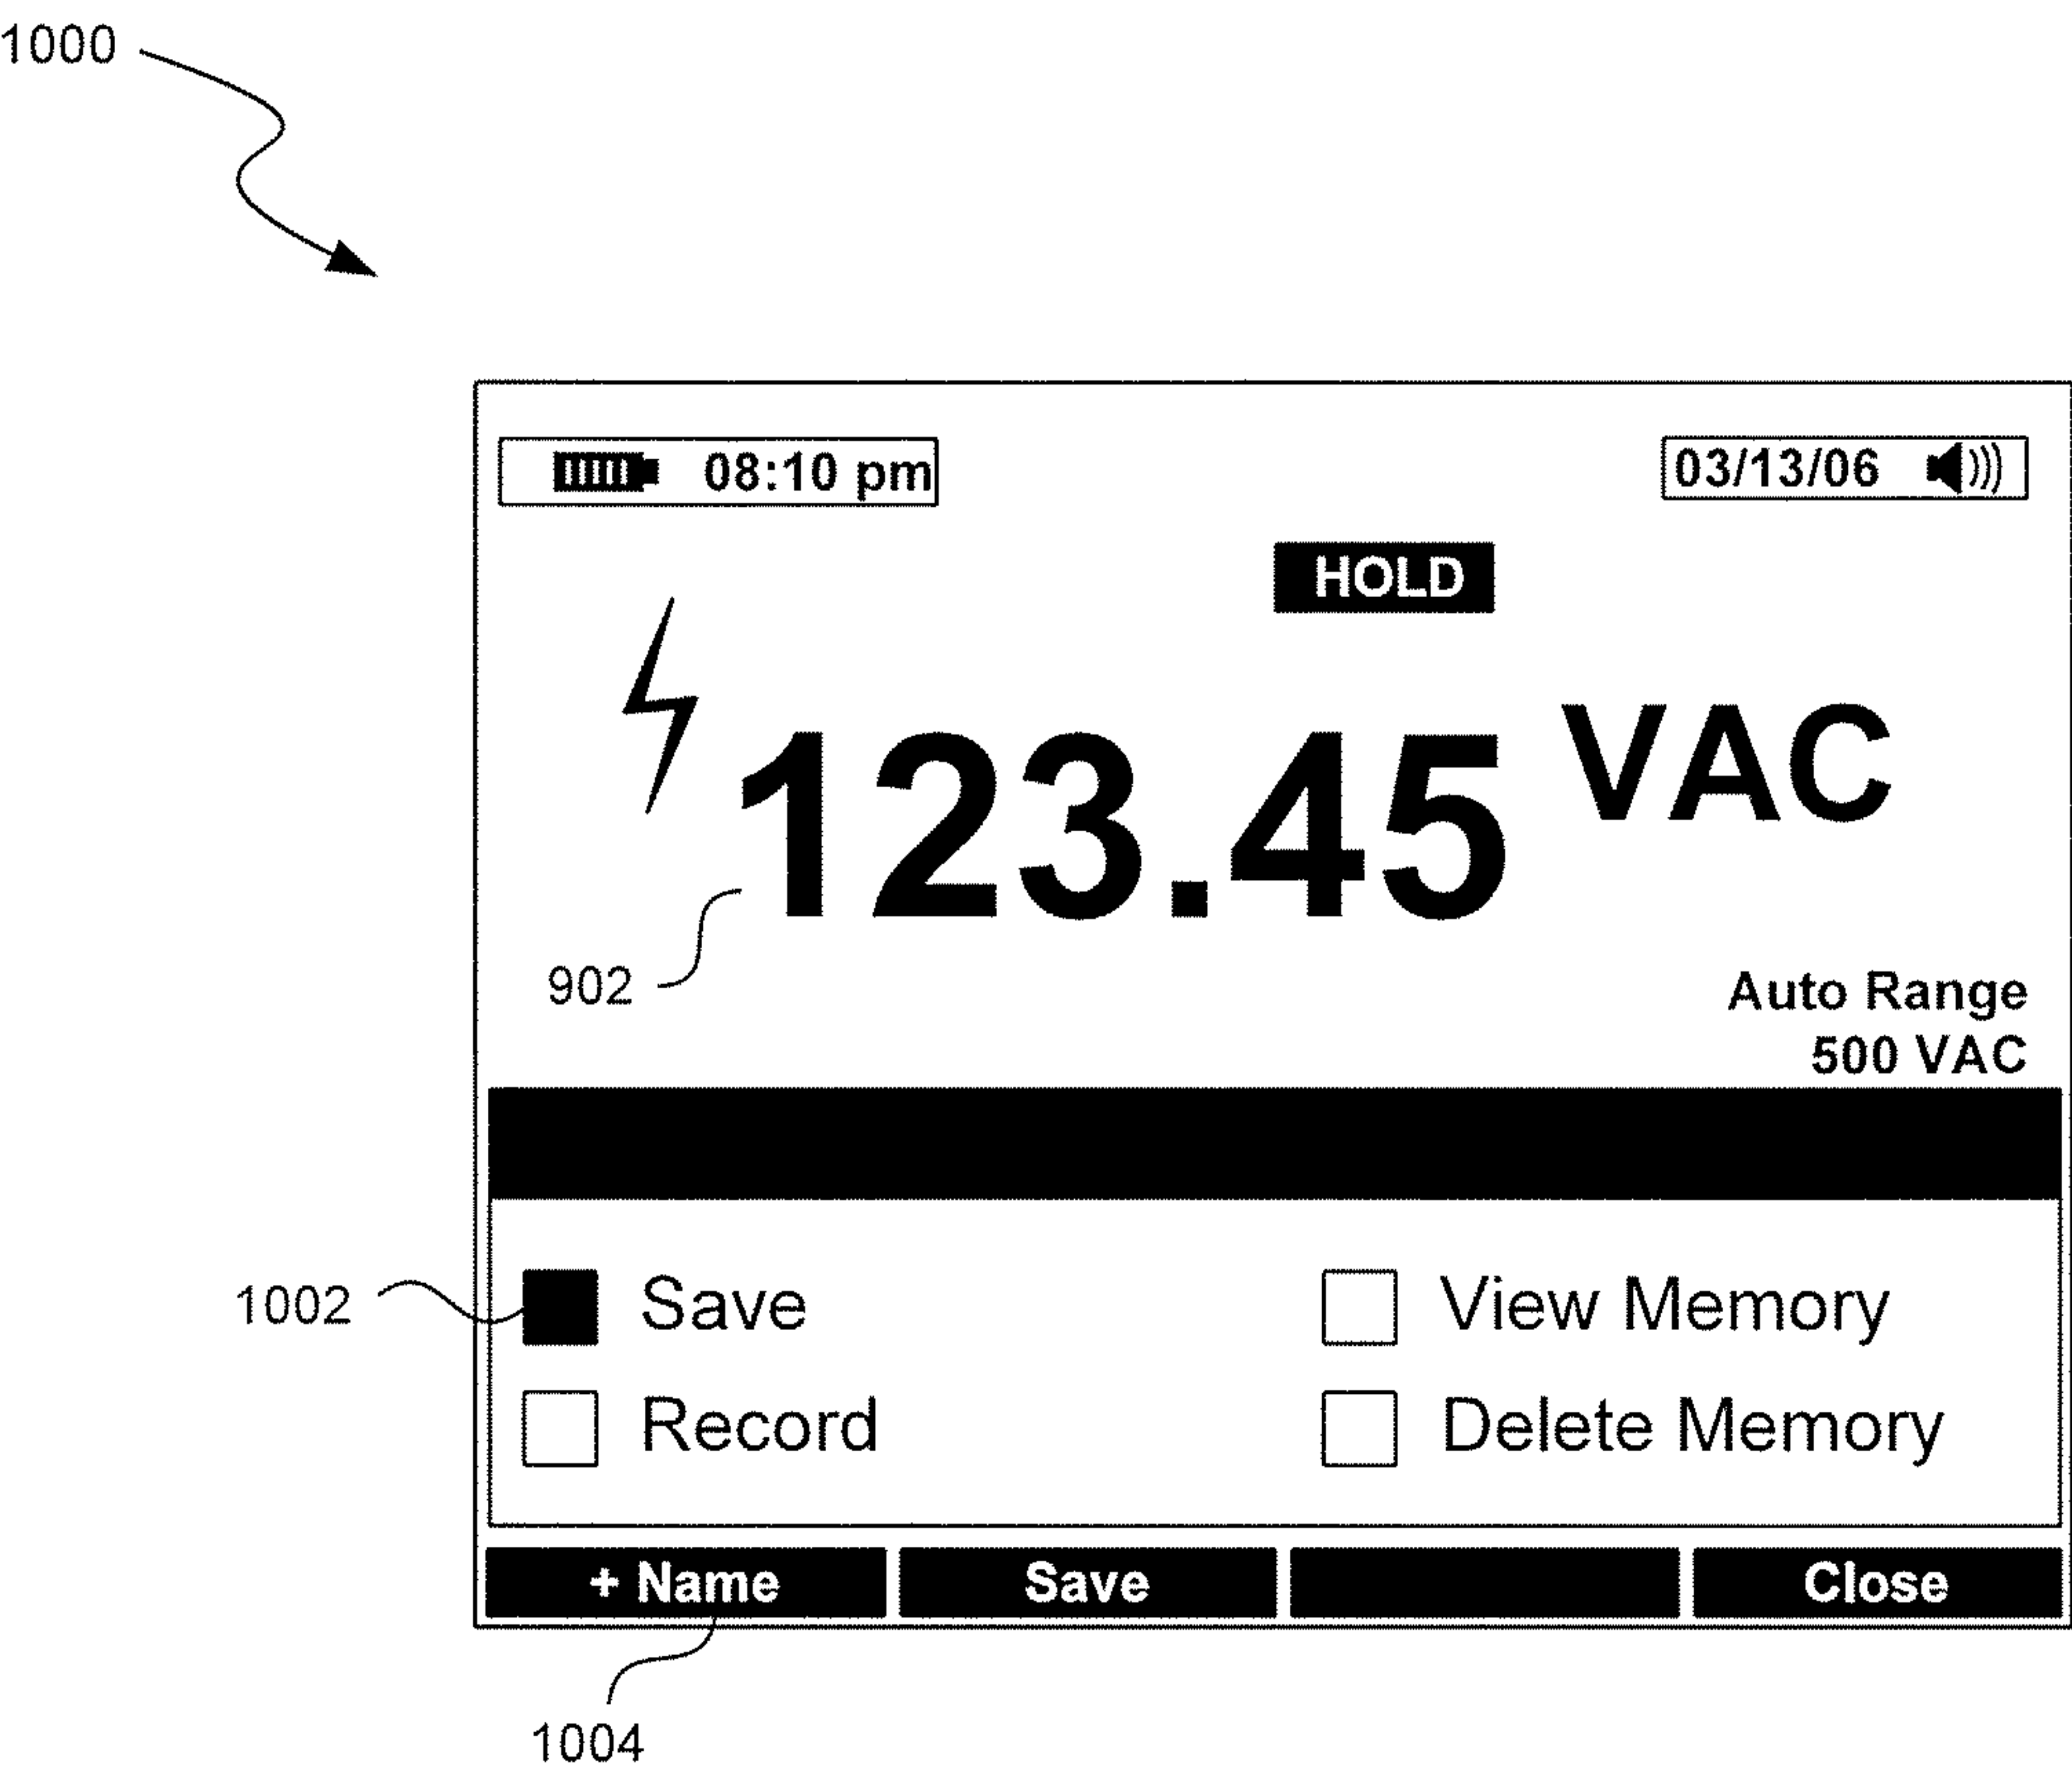 1000
08:10 pm 03/13/06
HOLD
123.45 VAC
902
Auto Range
500 VAC
1002 Save View Memory
Record Delete Memory
+ Name Save Close
1004